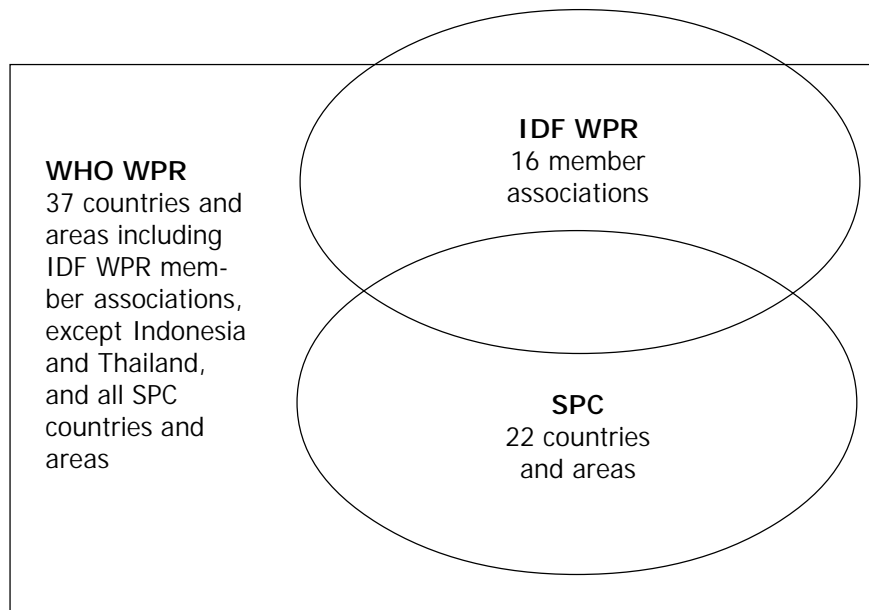 IDF WPR
16 member
associations
WHO WPR
37 countries and
areas including
IDF WPR mem-
ber associations,
except Indonesia
and Thailand,
and all SPC
countries and
areas
SPC
22 countries
and areas